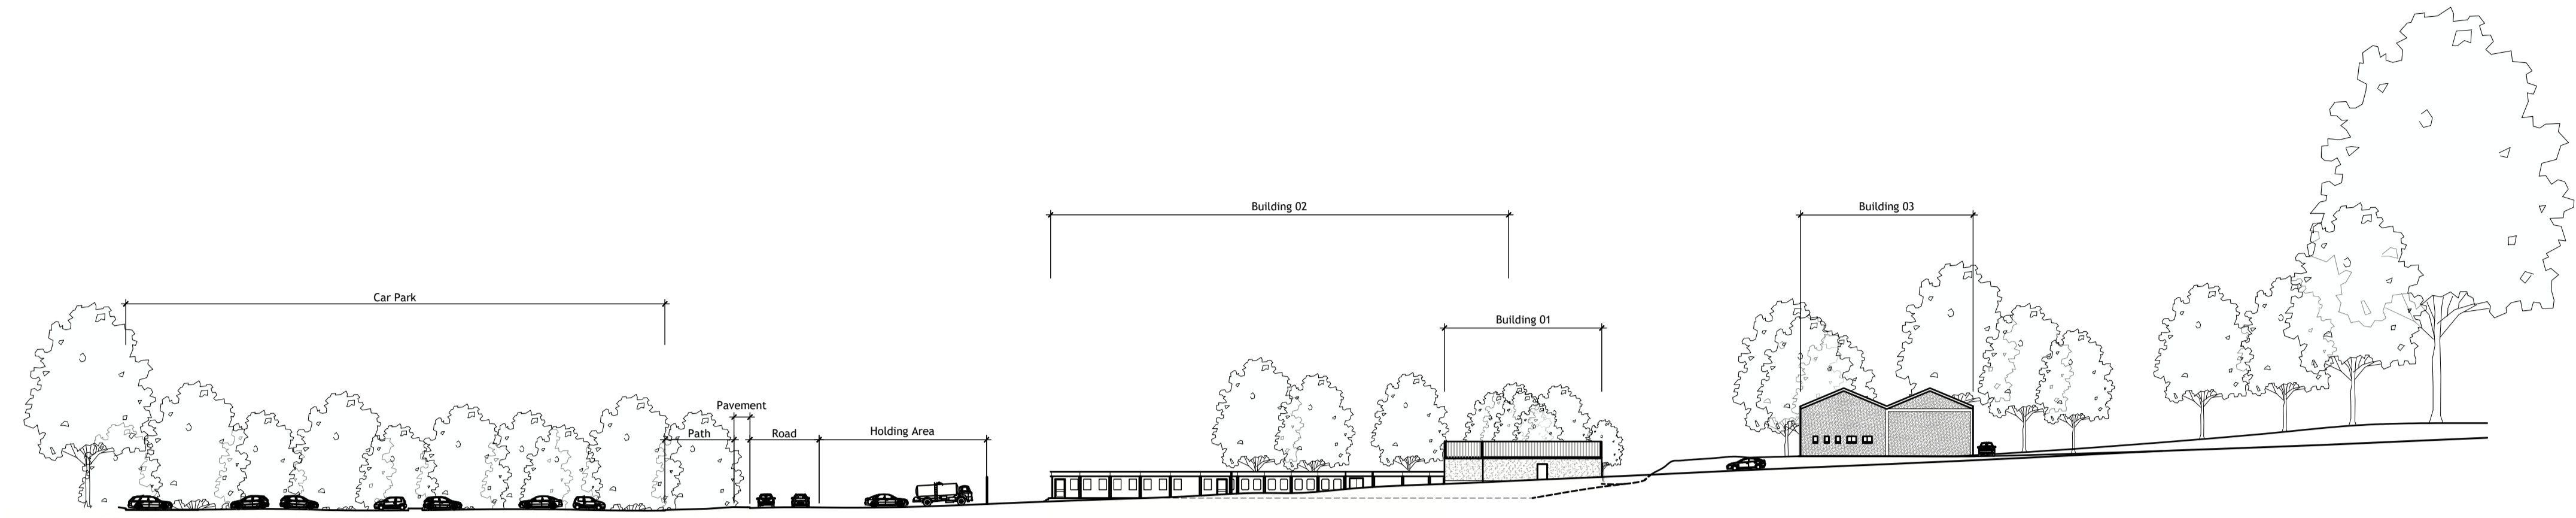 Building 02
Building 03
Car Park
Building 01
Pavement
Path
Road
Holding Area